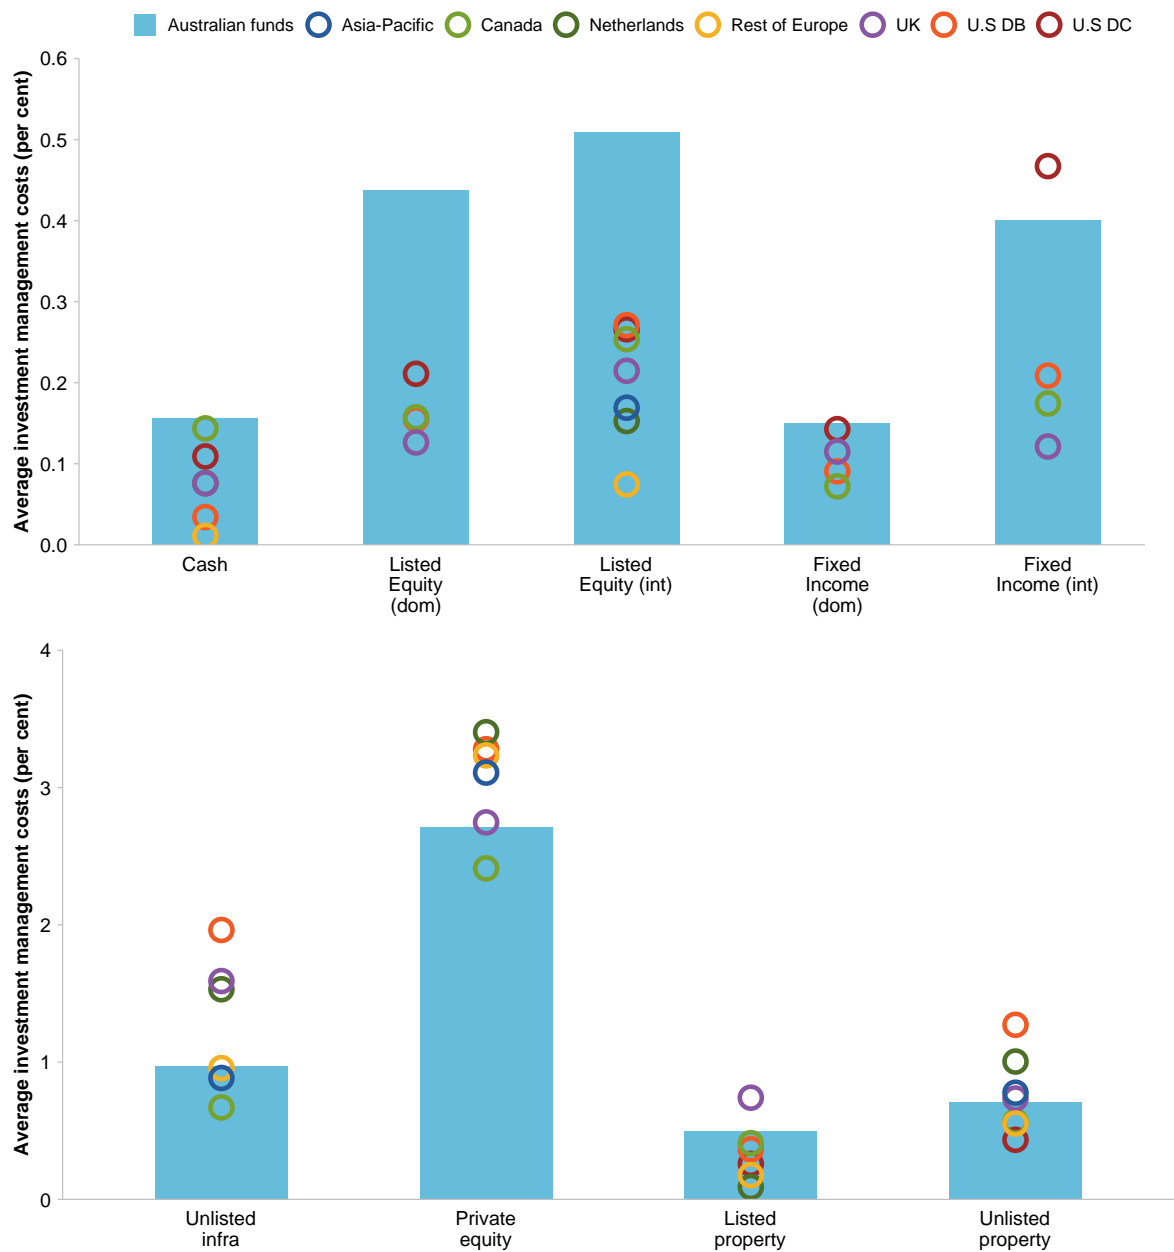 Australian funds Asia-Pacific Canada Netherlands Rest of Europe UK U.S DB U.S DC
Average investment management costs (per cent)
0.6
0.5
0.4
0.3
0.2
0.1
0.0
Cash Listed Listed Fixed Fixed
Equity Equity (int) Income Income (int)
(dom) (dom)
Average investment management costs (per cent)
4
3
2
1
0
Unlisted Private Listed Unlisted
infra equity property property